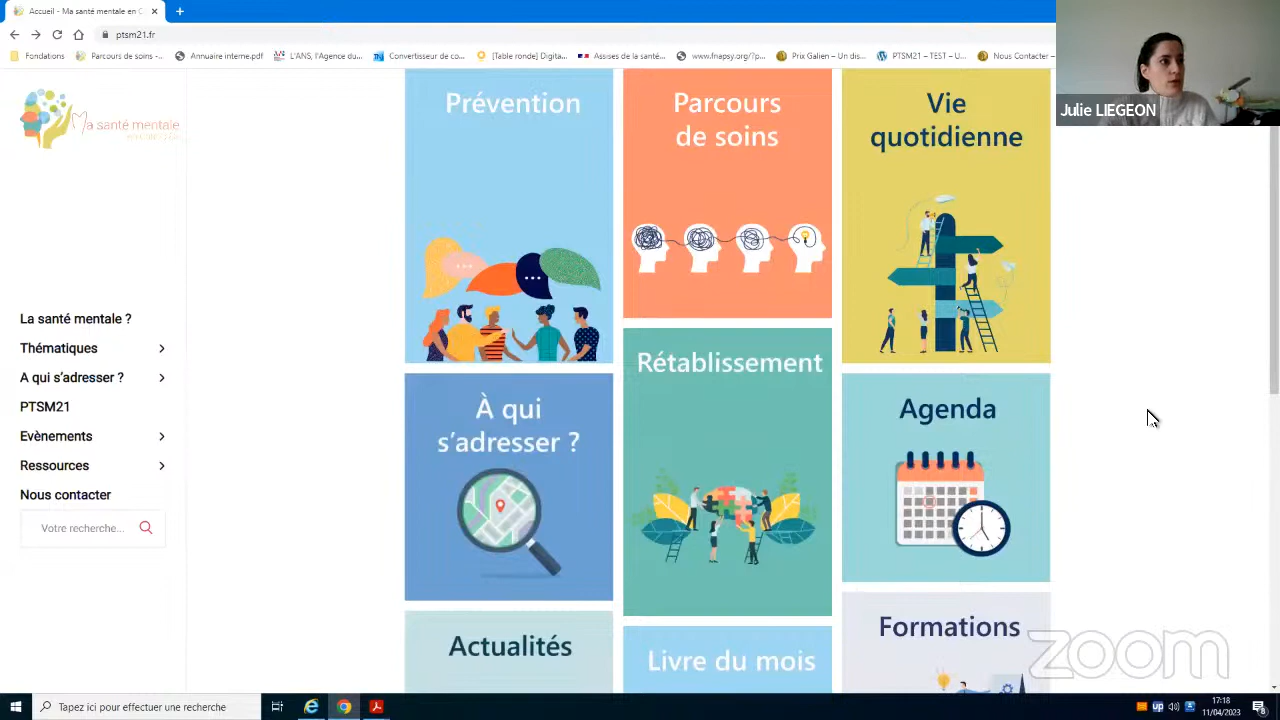 Accueil - Ma santé mentale en C
ptsm21.fr
Fondations
Parcours de soins -...
Annuaire interne.pdf
L'ANS, l'Agence du...
Convertisseur de co...
[Table ronde] Digita...
Assises de la santé...
www.fnapsy.org/?p...
Prix Galien – Un dis...
PTSM21 – TEST – U...
Nous Contacter –
Julie LIEGEON
Ma santé mentale
La santé mentale ?
Thématiques
A qui s'adresser ?
PTSM21
Evènements
Ressources
Nous contacter
Votre recherche...
Prévention
Parcours
de soins
Vie
quotidienne
À qui
s'adresser ?
Rétablissement
Agenda
Actualités
Livre du mois
Formations
zoom
Tapez ici pour effectuer une recherche
up
17:18
11/04/2023